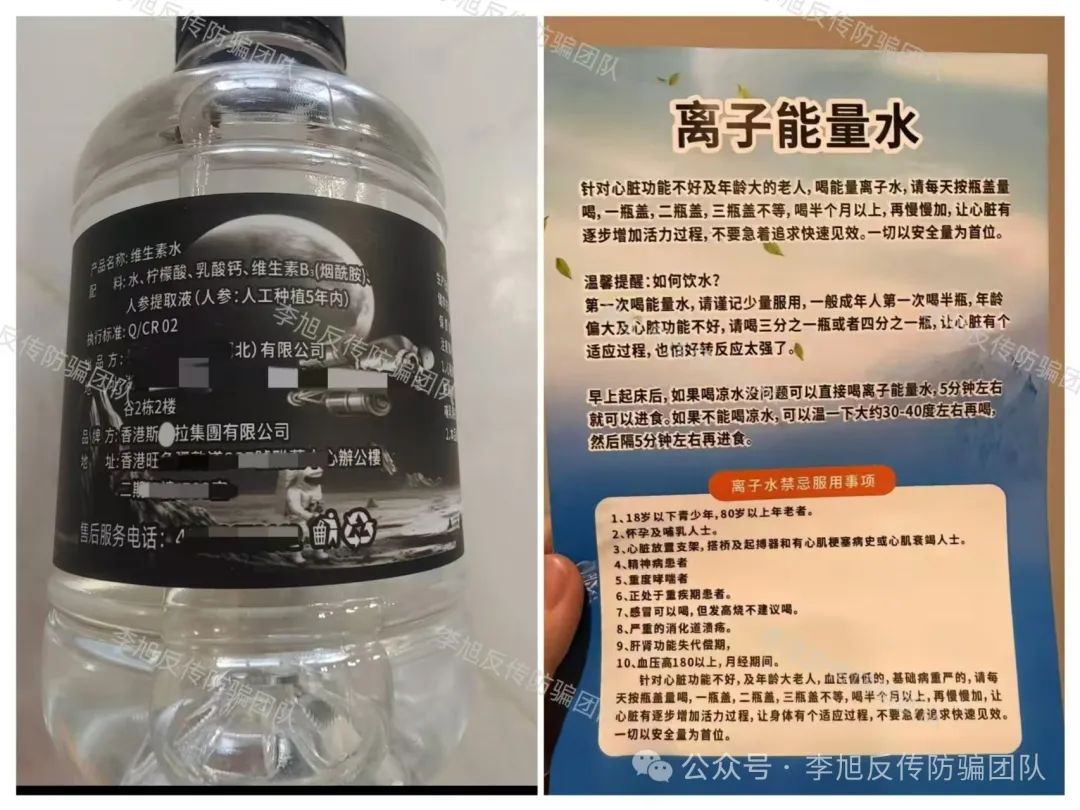 产品名称: 维生素水
配 料: 水、柠檬酸、乳酸钙、维生素B₃(烟酰胺)、
人参提取液(人参:人工种植5年内)
执行标准: Q/CR 02
品方:
北)有限公司
谷2栋2楼
品牌方: 香港斯 拉集團有限公司
地 址: 香港旺
心辦公樓
二期
售后服务电话: 4
离子能量水
针对心脏功能不好及年龄大的老人,喝能量离子水,请每天按瓶盖量
喝,一瓶盖,二瓶盖,三瓶盖不等,喝半个月以上,再慢慢加,让心脏有
逐步增加活力过程,不要急着追求快速见效。一切以安全量为首位。
温馨提醒:如何饮水?
第一次喝能量水,请谨记少量服用,一般成年人第一次喝半瓶,年龄
偏大及心脏功能不好,请喝三分之一瓶或者四分之一瓶,让心脏有个
适应过程,也怕好转反应太强了。
早上起床后,如果喝凉水没问题可以直接喝离子能量水,5分钟左右
就可以进食。如果不能喝凉水,可以温一下大约30-40度左右再喝,
然后隔5分钟左右再进食。
离子水禁忌服用事项
1、18岁以下青少年,80岁以上年老者。
2、怀孕及哺乳人士。
3、心脏放置支架,搭桥及起搏器和有心肌梗塞病史或心肌衰竭人士。
4、精神病患者
5、重度哮喘者
6、正处于重疾期患者。
7、感冒可以喝,但发高烧不建议喝。
8、严重的消化道溃疡。
9、肝肾功能失代偿期,
10、血压高180以上,月经期间。
针对心脏功能不好,及年龄大老人,血压偏低的,基础病重严的,请每
天按瓶盖量喝,一瓶盖,二瓶盖,三瓶盖不等,喝半个月以上,再慢慢加,让
心脏有逐步增加活力过程,让身体有个适应过程,不要急着追求快速见效。
一切以安全量为首位。
李旭反传防骗团队
公众号·李旭反传防骗团队